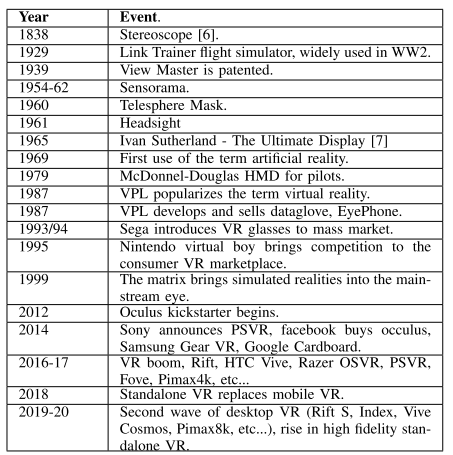 Year Event.
1838 Stereoscope [6].
1929 Link Trainer flight simulator, widely used in WW2.
1939 View Master is patented.
1954-62 Sensorama.
1960 Telesphere Mask.
1961 Headsight
1965 Ivan Sutherland - The Ultimate Display [7]
1969 First use of the term artificial reality.
1979 McDonnel-Douglas HMD for pilots.
1987 VPL popularizes the term virtual reality.
1987 VPL develops and sells dataglove, EyePhone.
1993/94 Sega introduces VR glasses to mass market.
1995 Nintendo virtual boy brings competition to the
consumer VR marketplace.
1999 The matrix brings simulated realities into the main-
stream eye.
2012 Oculus kickstarter begins.
2014 Sony announces PSVR, facebook buys occulus,
Samsung Gear VR, Google Cardboard.
2016-17 VR boom, Rift, HTC Vive, Razer OSVR, PSVR,
Fove, Pimax4k, etc...
2018 Standalone VR replaces mobile VR.
2019-20 Second wave of desktop VR (Rift S, Index, Vive
Cosmos, Pimax8k, etc...), rise in high fidelity stan-
dalone VR.